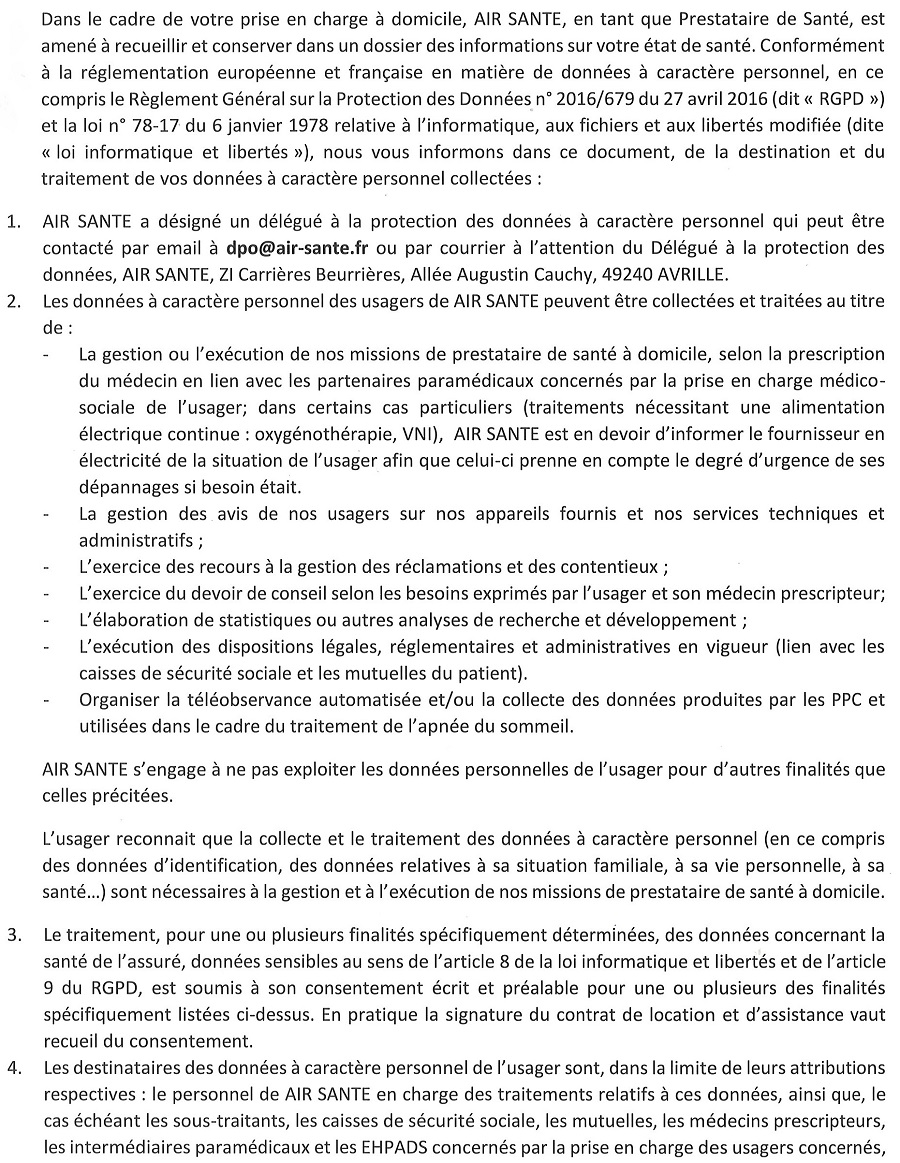 Dans le cadre de votre prise en charge à domicile, AIR SANTE, en tant que Prestataire de Santé, est
amené à recueillir et conserver dans un dossier des informations sur votre état de santé. Conformément
à la réglementation européenne et française en matière de données à caractère personnel, en ce
compris le Règlement Général sur la Protection des Données n° 2016/679 du 27 avril 2016 (dit « RGPD »)
et la loi n° 78-17 du 6 janvier 1978 relative à l'informatique, aux fichiers et aux libertés modifiée (dite
« loi informatique et libertés »), nous vous informons dans ce document, de la destination et du
traitement de vos données à caractère personnel collectées :
1. AIR SANTE a désigné un délégué à la protection des données à caractère personnel qui peut être
contacté par email à dpo@air-sante.fr ou par courrier à l'attention du Délégué à la protection des
données, AIR SANTE, ZI Carrières Beurrières, Allée Augustin Cauchy, 49240 AVRILLE.
2. Les données à caractère personnel des usagers de AIR SANTE peuvent être collectées et traitées au titre
de :
- La gestion ou l'exécution de nos missions de prestataire de santé à domicile, selon la prescription
du médecin en lien avec les partenaires paramédicaux concernés par la prise en charge médico-
sociale de l'usager; dans certains cas particuliers (traitements nécessitant une alimentation
électrique continue : oxygénothérapie, VNI), AIR SANTE est en devoir d'informer le fournisseur en
électricité de la situation de l'usager afin que celui-ci prenne en compte le degré d'urgence de ses
dépannages si besoin était.
- La gestion des avis de nos usagers sur nos appareils fournis et nos services techniques et
administratifs ;
- L'exercice des recours à la gestion des réclamations et des contentieux ;
- L'exercice du devoir de conseil selon les besoins exprimés par l'usager et son médecin prescripteur;
- L'élaboration de statistiques ou autres analyses de recherche et développement ;
- L'exécution des dispositions légales, réglementaires et administratives en vigueur (lien avec les
caisses de sécurité sociale et les mutuelles du patient).
- Organiser la téléobservance automatisée et/ou la collecte des données produites par les PPC et
utilisées dans le cadre du traitement de l'apnée du sommeil.
AIR SANTE s'engage à ne pas exploiter les données personnelles de l'usager pour d'autres finalités que
celles précitées.
L'usager reconnait que la collecte et le traitement des données à caractère personnel (en ce compris
des données d'identification, des données relatives à sa situation familiale, à sa vie personnelle, à sa
santé...) sont nécessaires à la gestion et à l'exécution de nos missions de prestataire de santé à domicile.
3. Le traitement, pour une ou plusieurs finalités spécifiquement déterminées, des données concernant la
santé de l'assuré, données sensibles au sens de l'article 8 de la loi informatique et libertés et de l'article
9 du RGPD, est soumis à son consentement écrit et préalable pour une ou plusieurs des finalités
spécifiquement listées ci-dessus. En pratique la signature du contrat de location et d'assistance vaut
recueil du consentement.
4. Les destinataires des données à caractère personnel de l'usager sont, dans la limite de leurs attributions
respectives : le personnel de AIR SANTE en charge des traitements relatifs à ces données, ainsi que, le
cas échéant les sous-traitants, les caisses de sécurité sociale, les mutuelles, les médecins prescripteurs,
les intermédiaires paramédicaux et les EHPADS concernés par la prise en charge des usagers concernés,